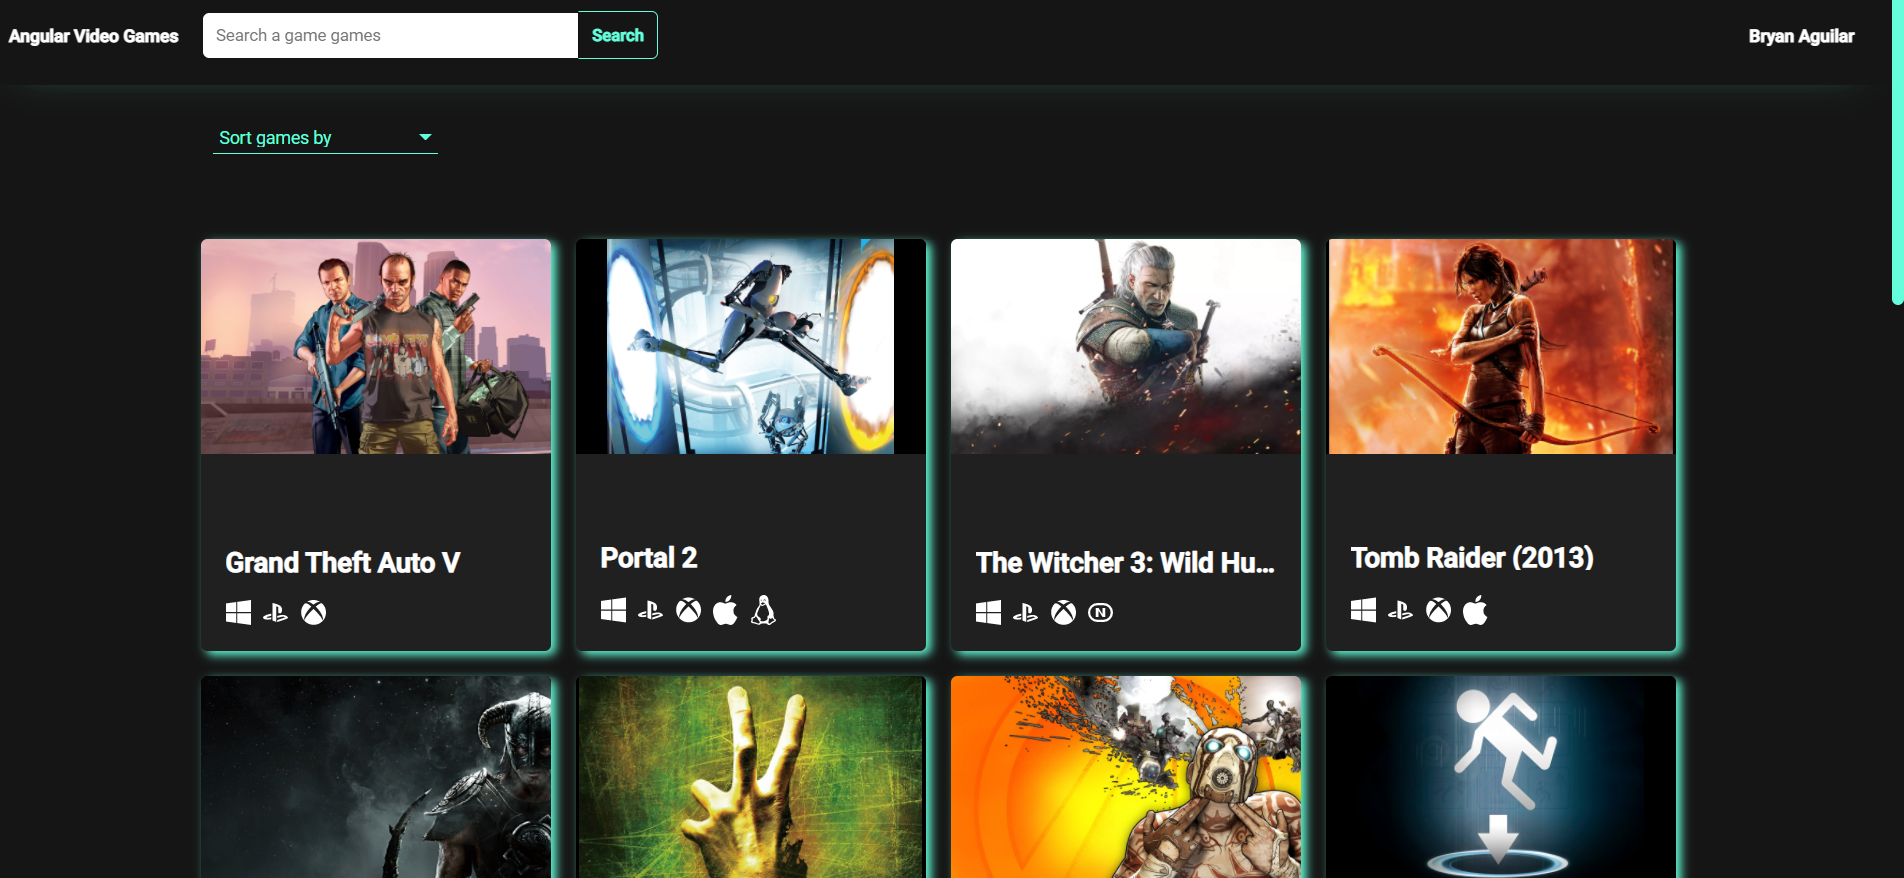 Angular Video Games
Search a game games
Search
Bryan Aguilar
Sort games by
Grand Theft Auto V
Portal 2
The Witcher 3: Wild Hu...
Tomb Raider (2013)